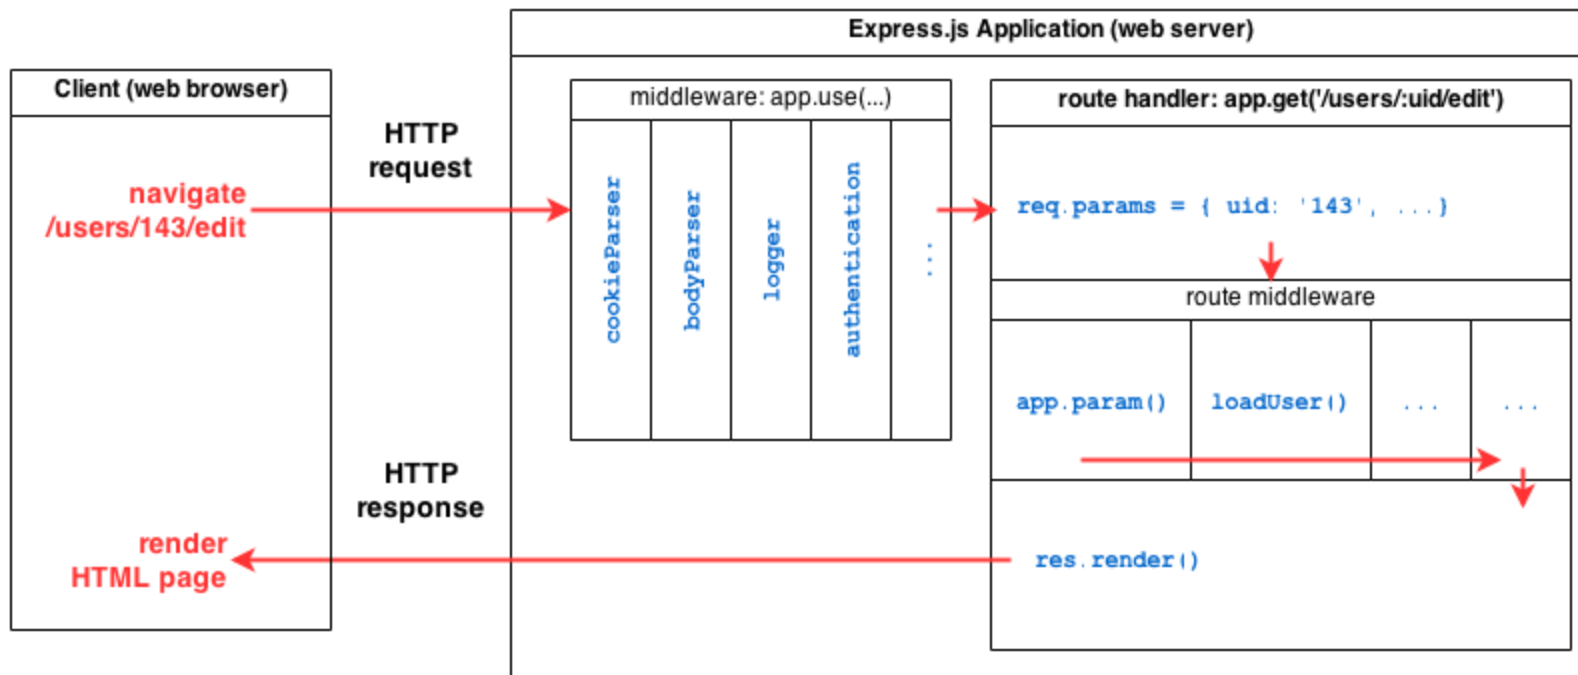 Express.js Application (web server)
Client (web browser)
middleware: app.use(...)
route handler: app.get('/users/:uid/edit')
HTTP
request
navigate
/users/143/edit
cookieParser
bodyParser
logger
authentication
...
req.params = { uid: '143', ...}
route middleware
app.param()
loadUser()
...
...
HTTP
response
render
HTML page
res.render()